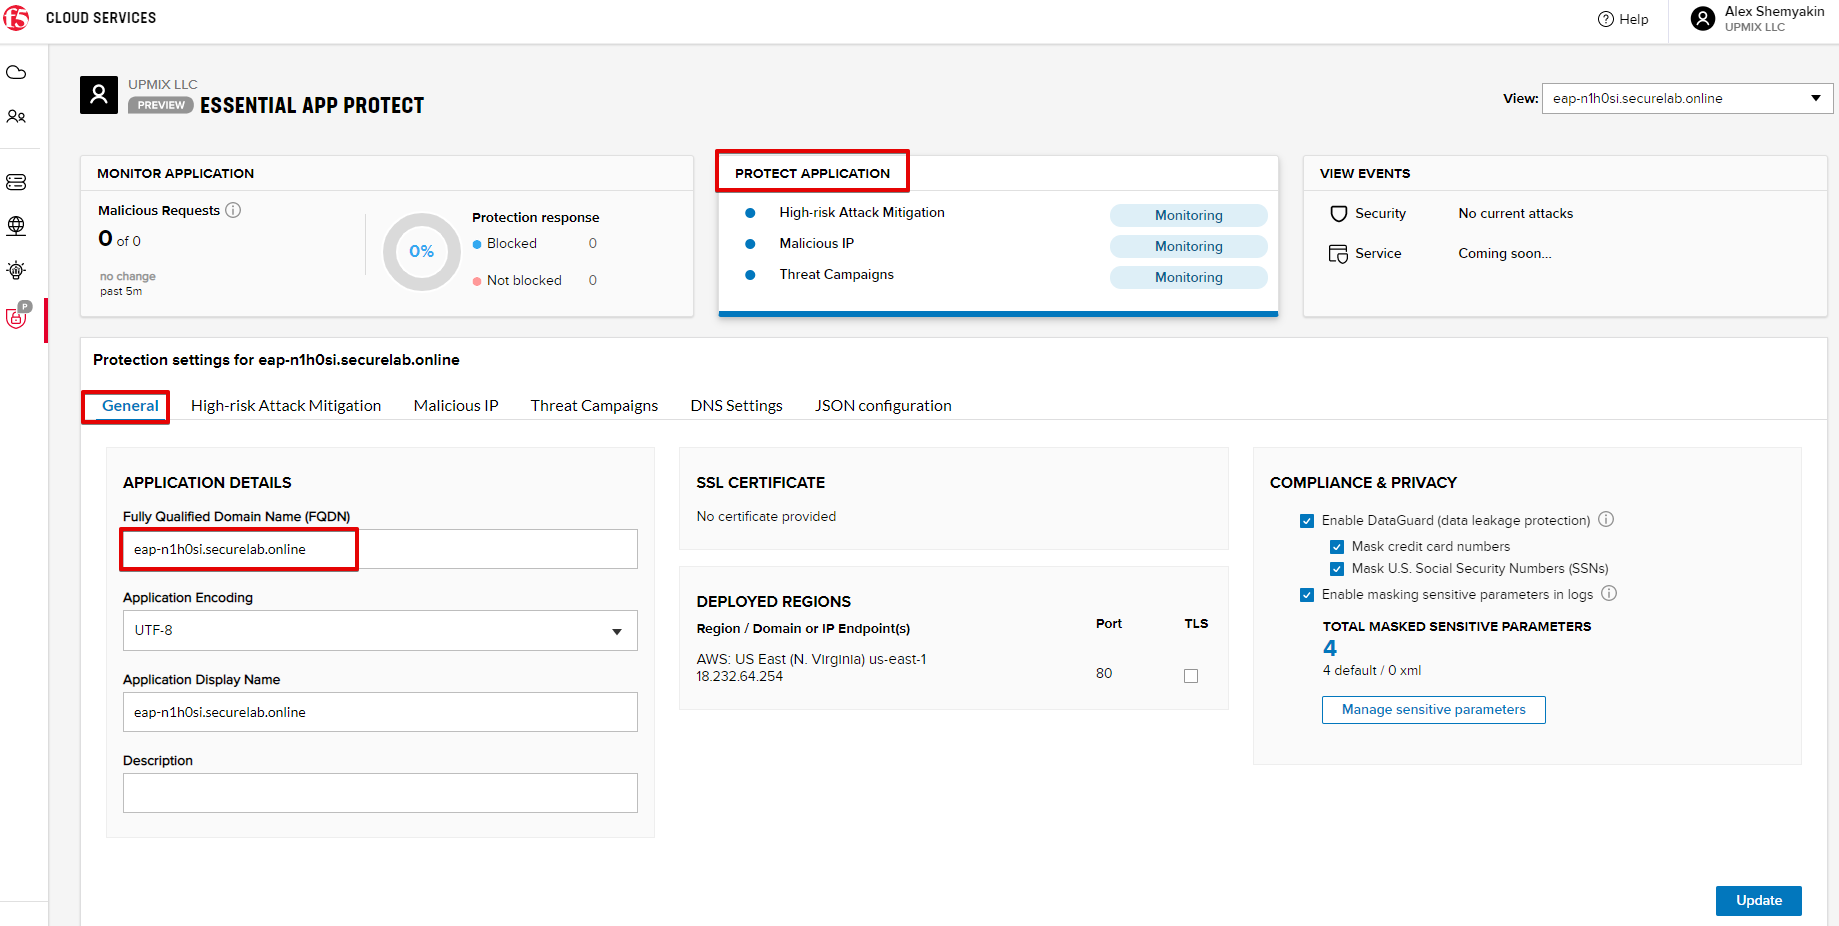 f5 CLOUD SERVICES
Help
Alex Shemyakin
UPMIX LLC
UPMIX LLC
PREVIEW ESSENTIAL APP PROTECT
View: eap-n1h0si.securelab.online
P
MONITOR APPLICATION
Malicious Requests
0 of 0
no change
past 5m
0%
Protection response
Blocked 0
Not blocked 0
PROTECT APPLICATION
High-risk Attack Mitigation Monitoring
Malicious IP Monitoring
Threat Campaigns Monitoring
VIEW EVENTS
Security No current attacks
Service Coming soon...
Protection settings for eap-n1h0si.securelab.online
General High-risk Attack Mitigation Malicious IP Threat Campaigns DNS Settings JSON configuration
APPLICATION DETAILS
Fully Qualified Domain Name (FQDN)
eap-n1h0si.securelab.online
Application Encoding
UTF-8
Application Display Name
eap-n1h0si.securelab.online
Description
SSL CERTIFICATE
No certificate provided
DEPLOYED REGIONS
Region / Domain or IP Endpoint(s) Port TLS
AWS: US East (N. Virginia) us-east-1
18.232.64.254 80
COMPLIANCE & PRIVACY
Enable DataGuard (data leakage protection)
Mask credit card numbers
Mask U.S. Social Security Numbers (SSNs)
Enable masking sensitive parameters in logs
TOTAL MASKED SENSITIVE PARAMETERS
4
4 default / 0 xml
Manage sensitive parameters
Update